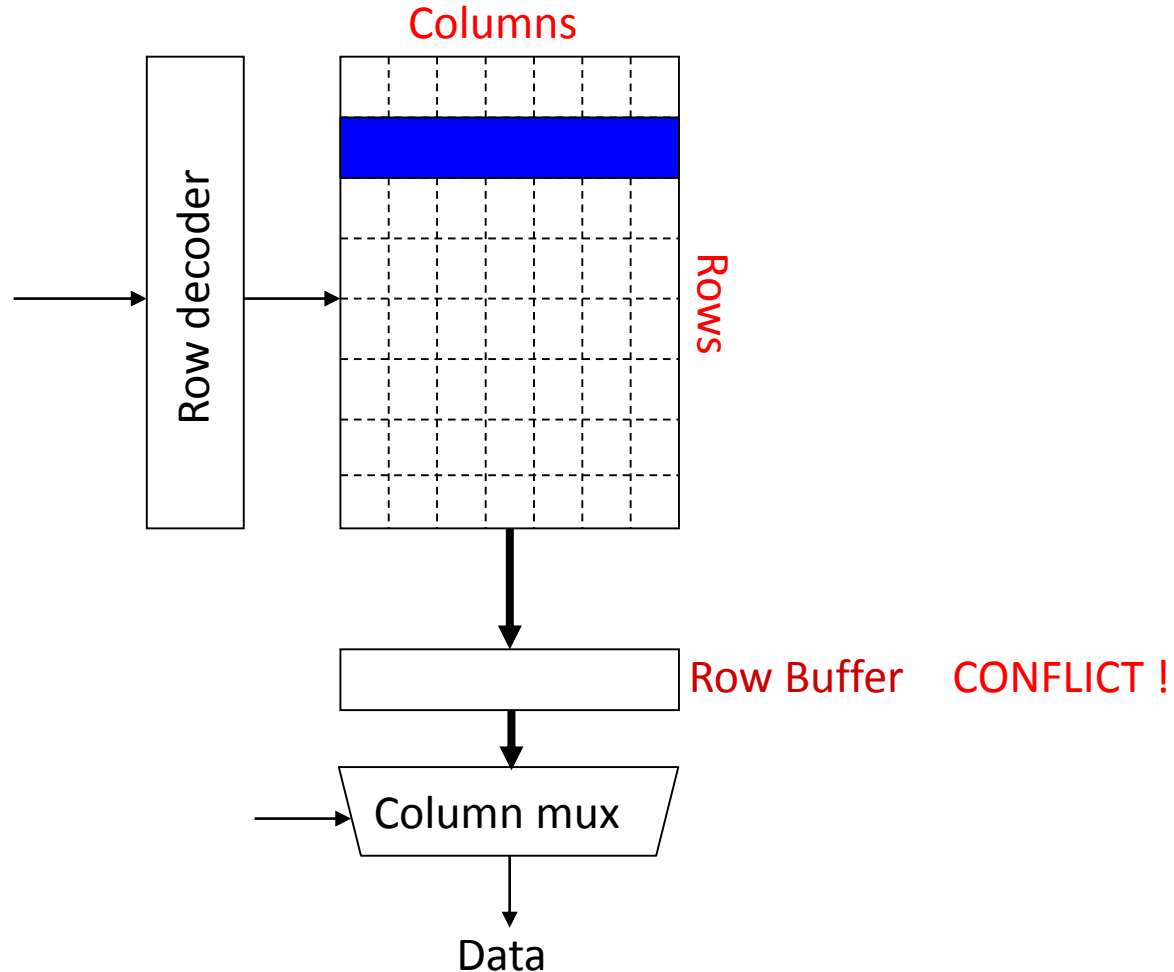 Columns
Row decoder
Rows
Row Buffer CONFLICT !
Column mux
Data